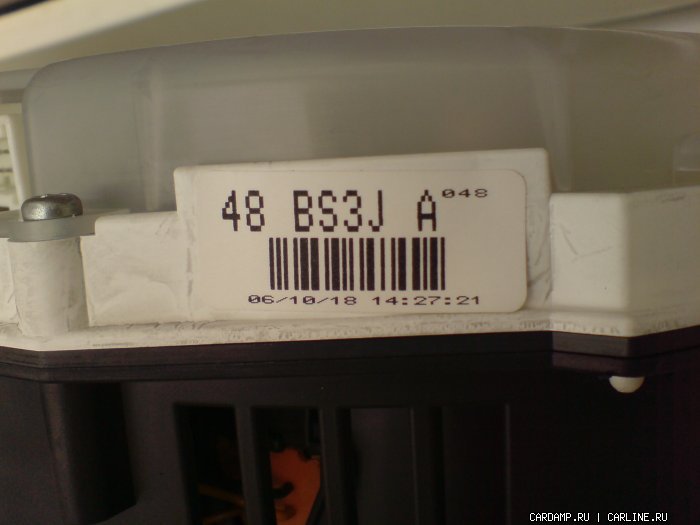 48 BS3J A 048
06/10/18 14:27:21
CARDAMP.RU | CARLINE.RU